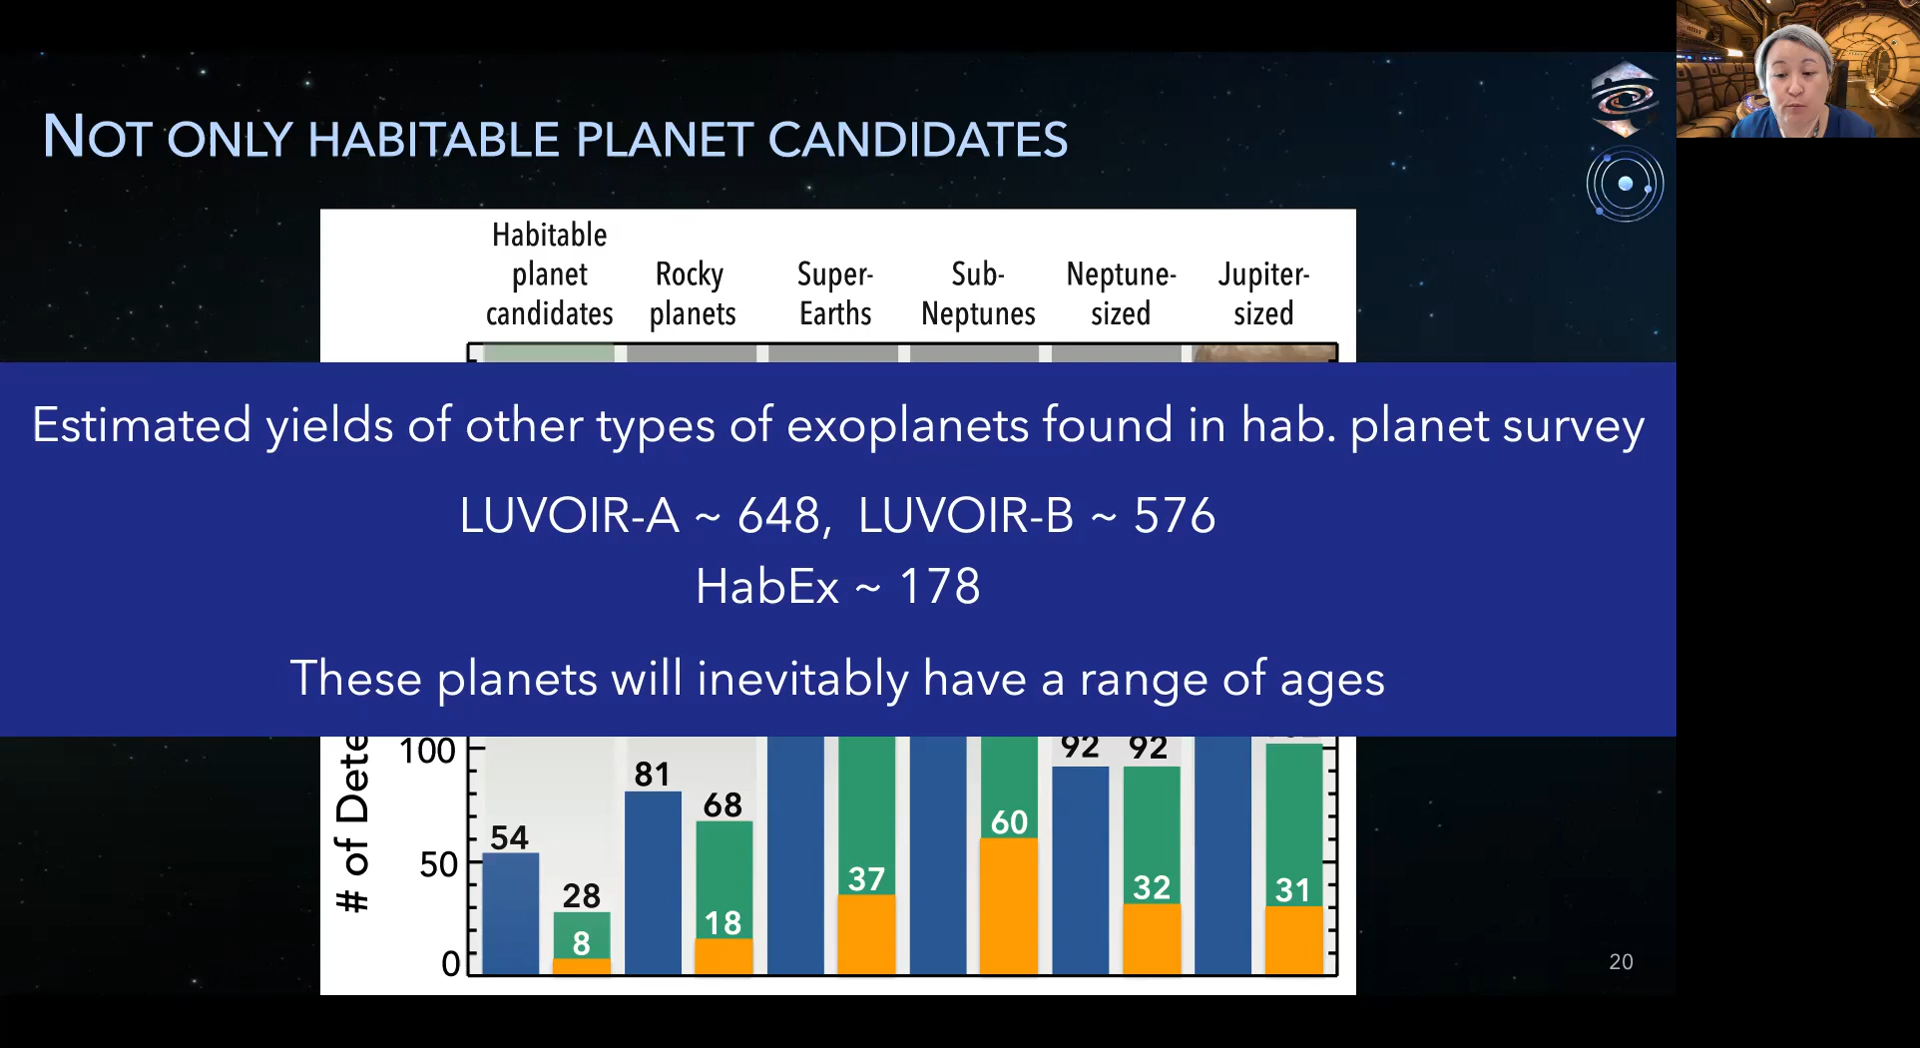 NOT ONLY HABITABLE PLANET CANDIDATES
Habitable planet candidates
Rocky planets
Super-Earths
Sub-Neptunes
Neptune-sized
Jupiter-sized
Estimated yields of other types of exoplanets found in hab. planet survey
LUVOIR-A ~ 648, LUVOIR-B ~ 576
HabEx ~ 178
These planets will inevitably have a range of ages
# of Dete
100
50
0
54
28
8
81
68
18
37
60
92
92
32
31
20